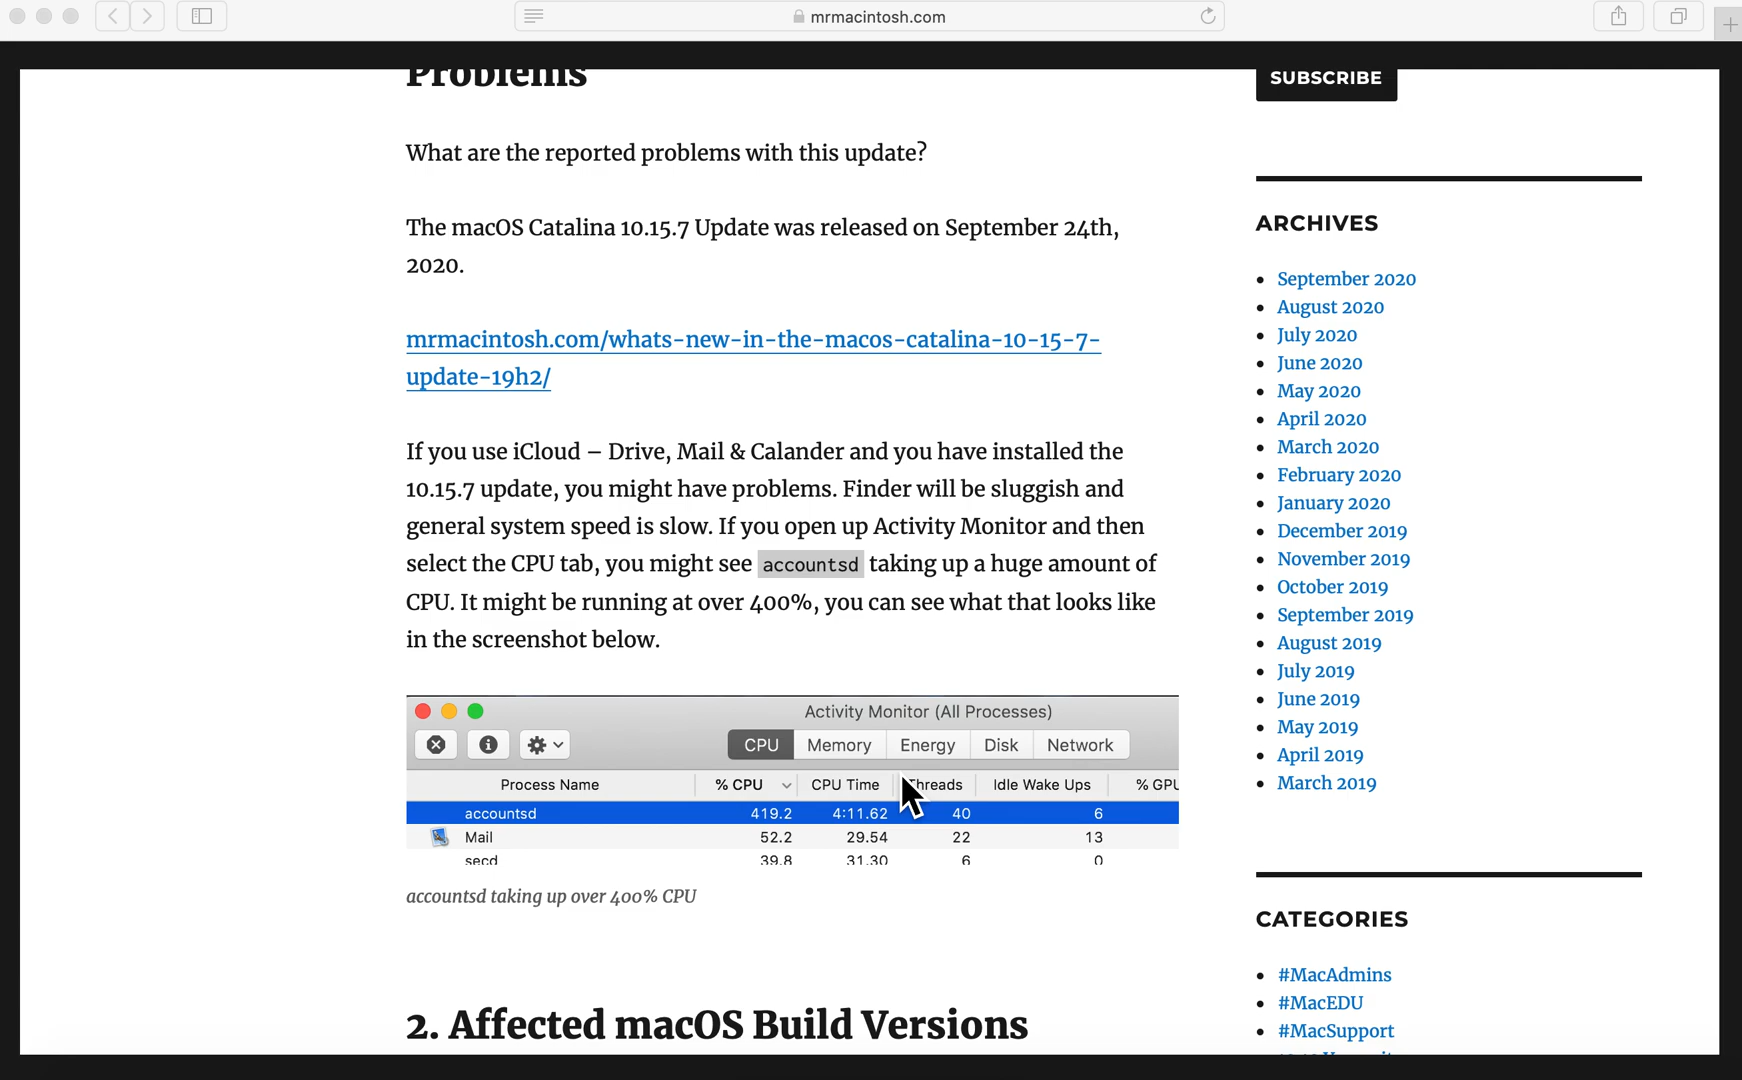 mrmacintosh.com
Problems
What are the reported problems with this update?
The macOS Catalina 10.15.7 Update was released on September 24th,
2020.
mrmacintosh.com/whats-new-in-the-macos-catalina-10-15-7-
update-19h2/
If you use iCloud – Drive, Mail & Calander and you have installed the
10.15.7 update, you might have problems. Finder will be sluggish and
general system speed is slow. If you open up Activity Monitor and then
select the CPU tab, you might see accountsd taking up a huge amount of
CPU. It might be running at over 400%, you can see what that looks like
in the screenshot below.
Activity Monitor (All Processes)
CPU Memory Energy Disk Network
Process Name % CPU CPU Time Threads Idle Wake Ups % GPU
accountsd 419.2 4:11.62 40 6
Mail 52.2 29.54 22 13
secd 39.8 31.30 6 0
accountsd taking up over 400% CPU
2. Affected macOS Build Versions
SUBSCRIBE
ARCHIVES
September 2020
August 2020
July 2020
June 2020
May 2020
April 2020
March 2020
February 2020
January 2020
December 2019
November 2019
October 2019
September 2019
August 2019
July 2019
June 2019
May 2019
April 2019
March 2019
CATEGORIES
#MacAdmins
#MacEDU
#MacSupport